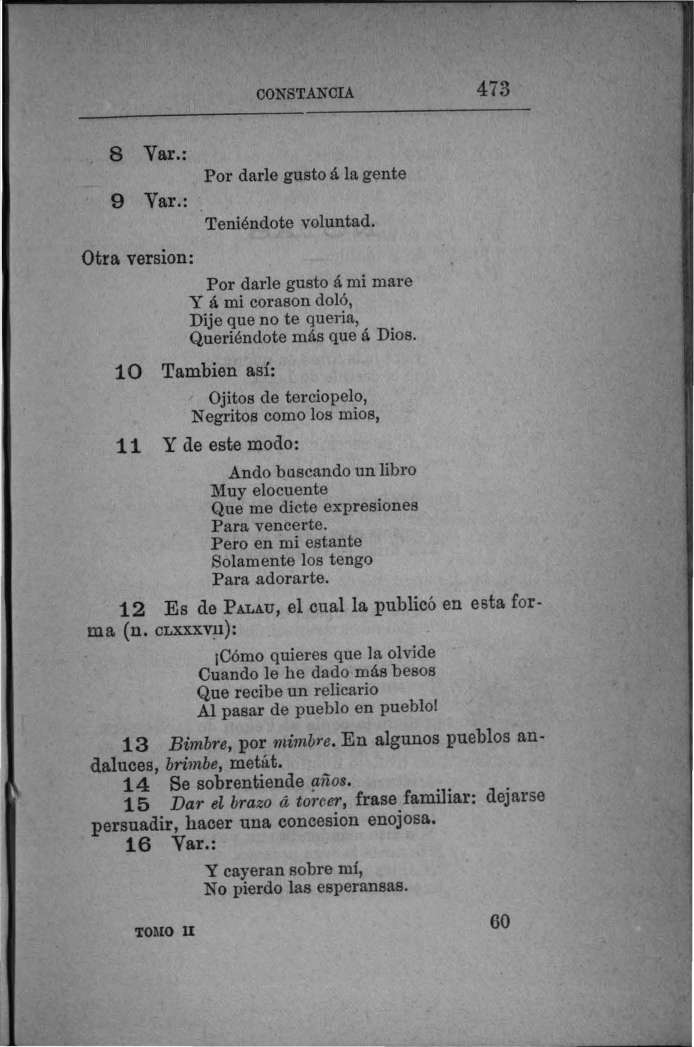 CONSTANCIA 473
8 Var.:
Por darle gusto á la gente
9 Var.:
Teniéndote voluntad.
Otra version:
Por darle gusto á mi mare
Y á mi corason doló,
Dije que no te queria,
Queriéndote más que á Dios.
10 Tambien así:
Ojitos de terciopelo,
Negritos como los mios,
11 Y de este modo:
Ando buscando un libro
Muy elocuente
Que me dicte expresiones
Para vencerte.
Pero en mi estante
Solamente los tengo
Para adorarte.
12 Es de PALAU, el cual la publicó en esta for-
ma (n. CLXXXVII):
¡Cómo quieres que la olvide
Cuando le he dado más besos
Que recibe un relicario
Al pasar de pueblo en pueblo!
13 Bimbre, por mimbre. En algunos pueblos an-
daluces, brimbe, metát.
14 Se sobrentiende años.
15 Dar el brazo á torcer, frase familiar: dejarse
persuadir, hacer una concesion enojosa.
16 Var.:
Y cayeran sobre mí,
No pierdo las esperansas.
TOMO II 60